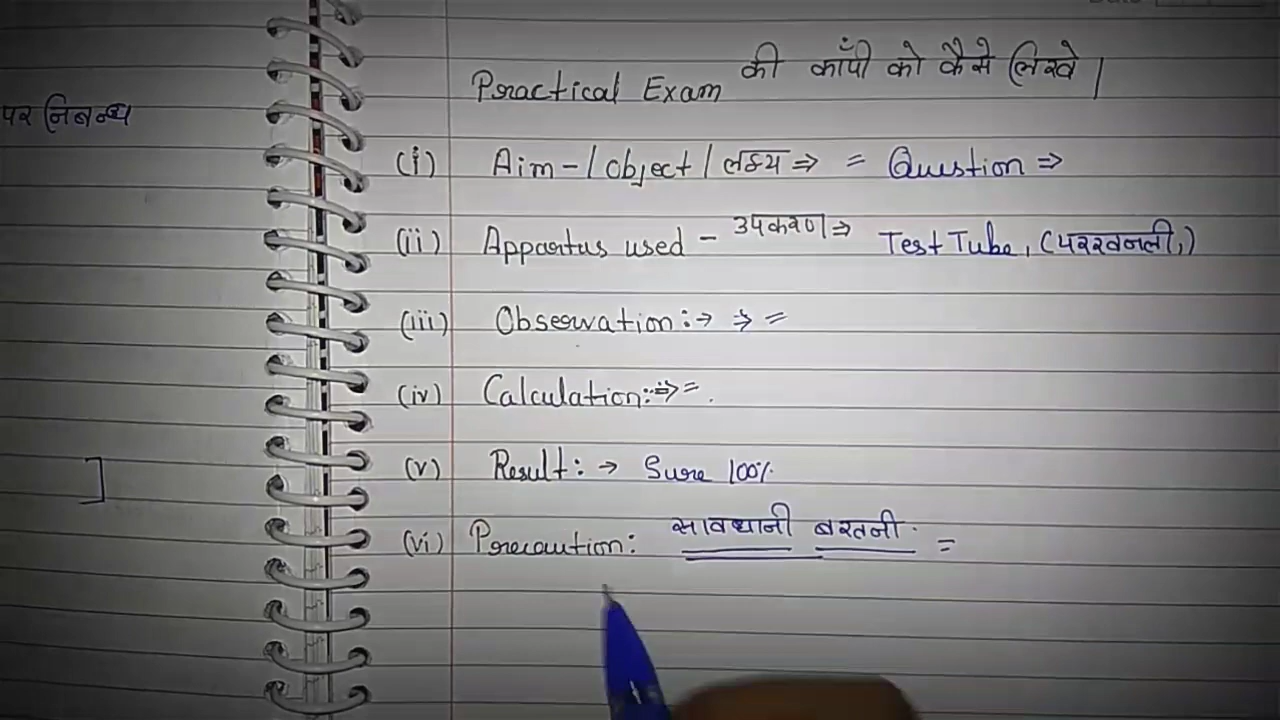 Practical Exam की कॉपी को कैसे लिखे |
पर निबन्ध
(i) Aim-/Object/लक्ष्य ⇒ = Question ⇒
(ii) Appartus used - उपकरण ⇒ Test Tube, (परखनली,)
(iii) Observation :→ ⇒ =
(iv) Calculation :⇒ = .
(v) Result :→ Sure 100%
(vi) Precaution: सावधानी बरतनी. =
]